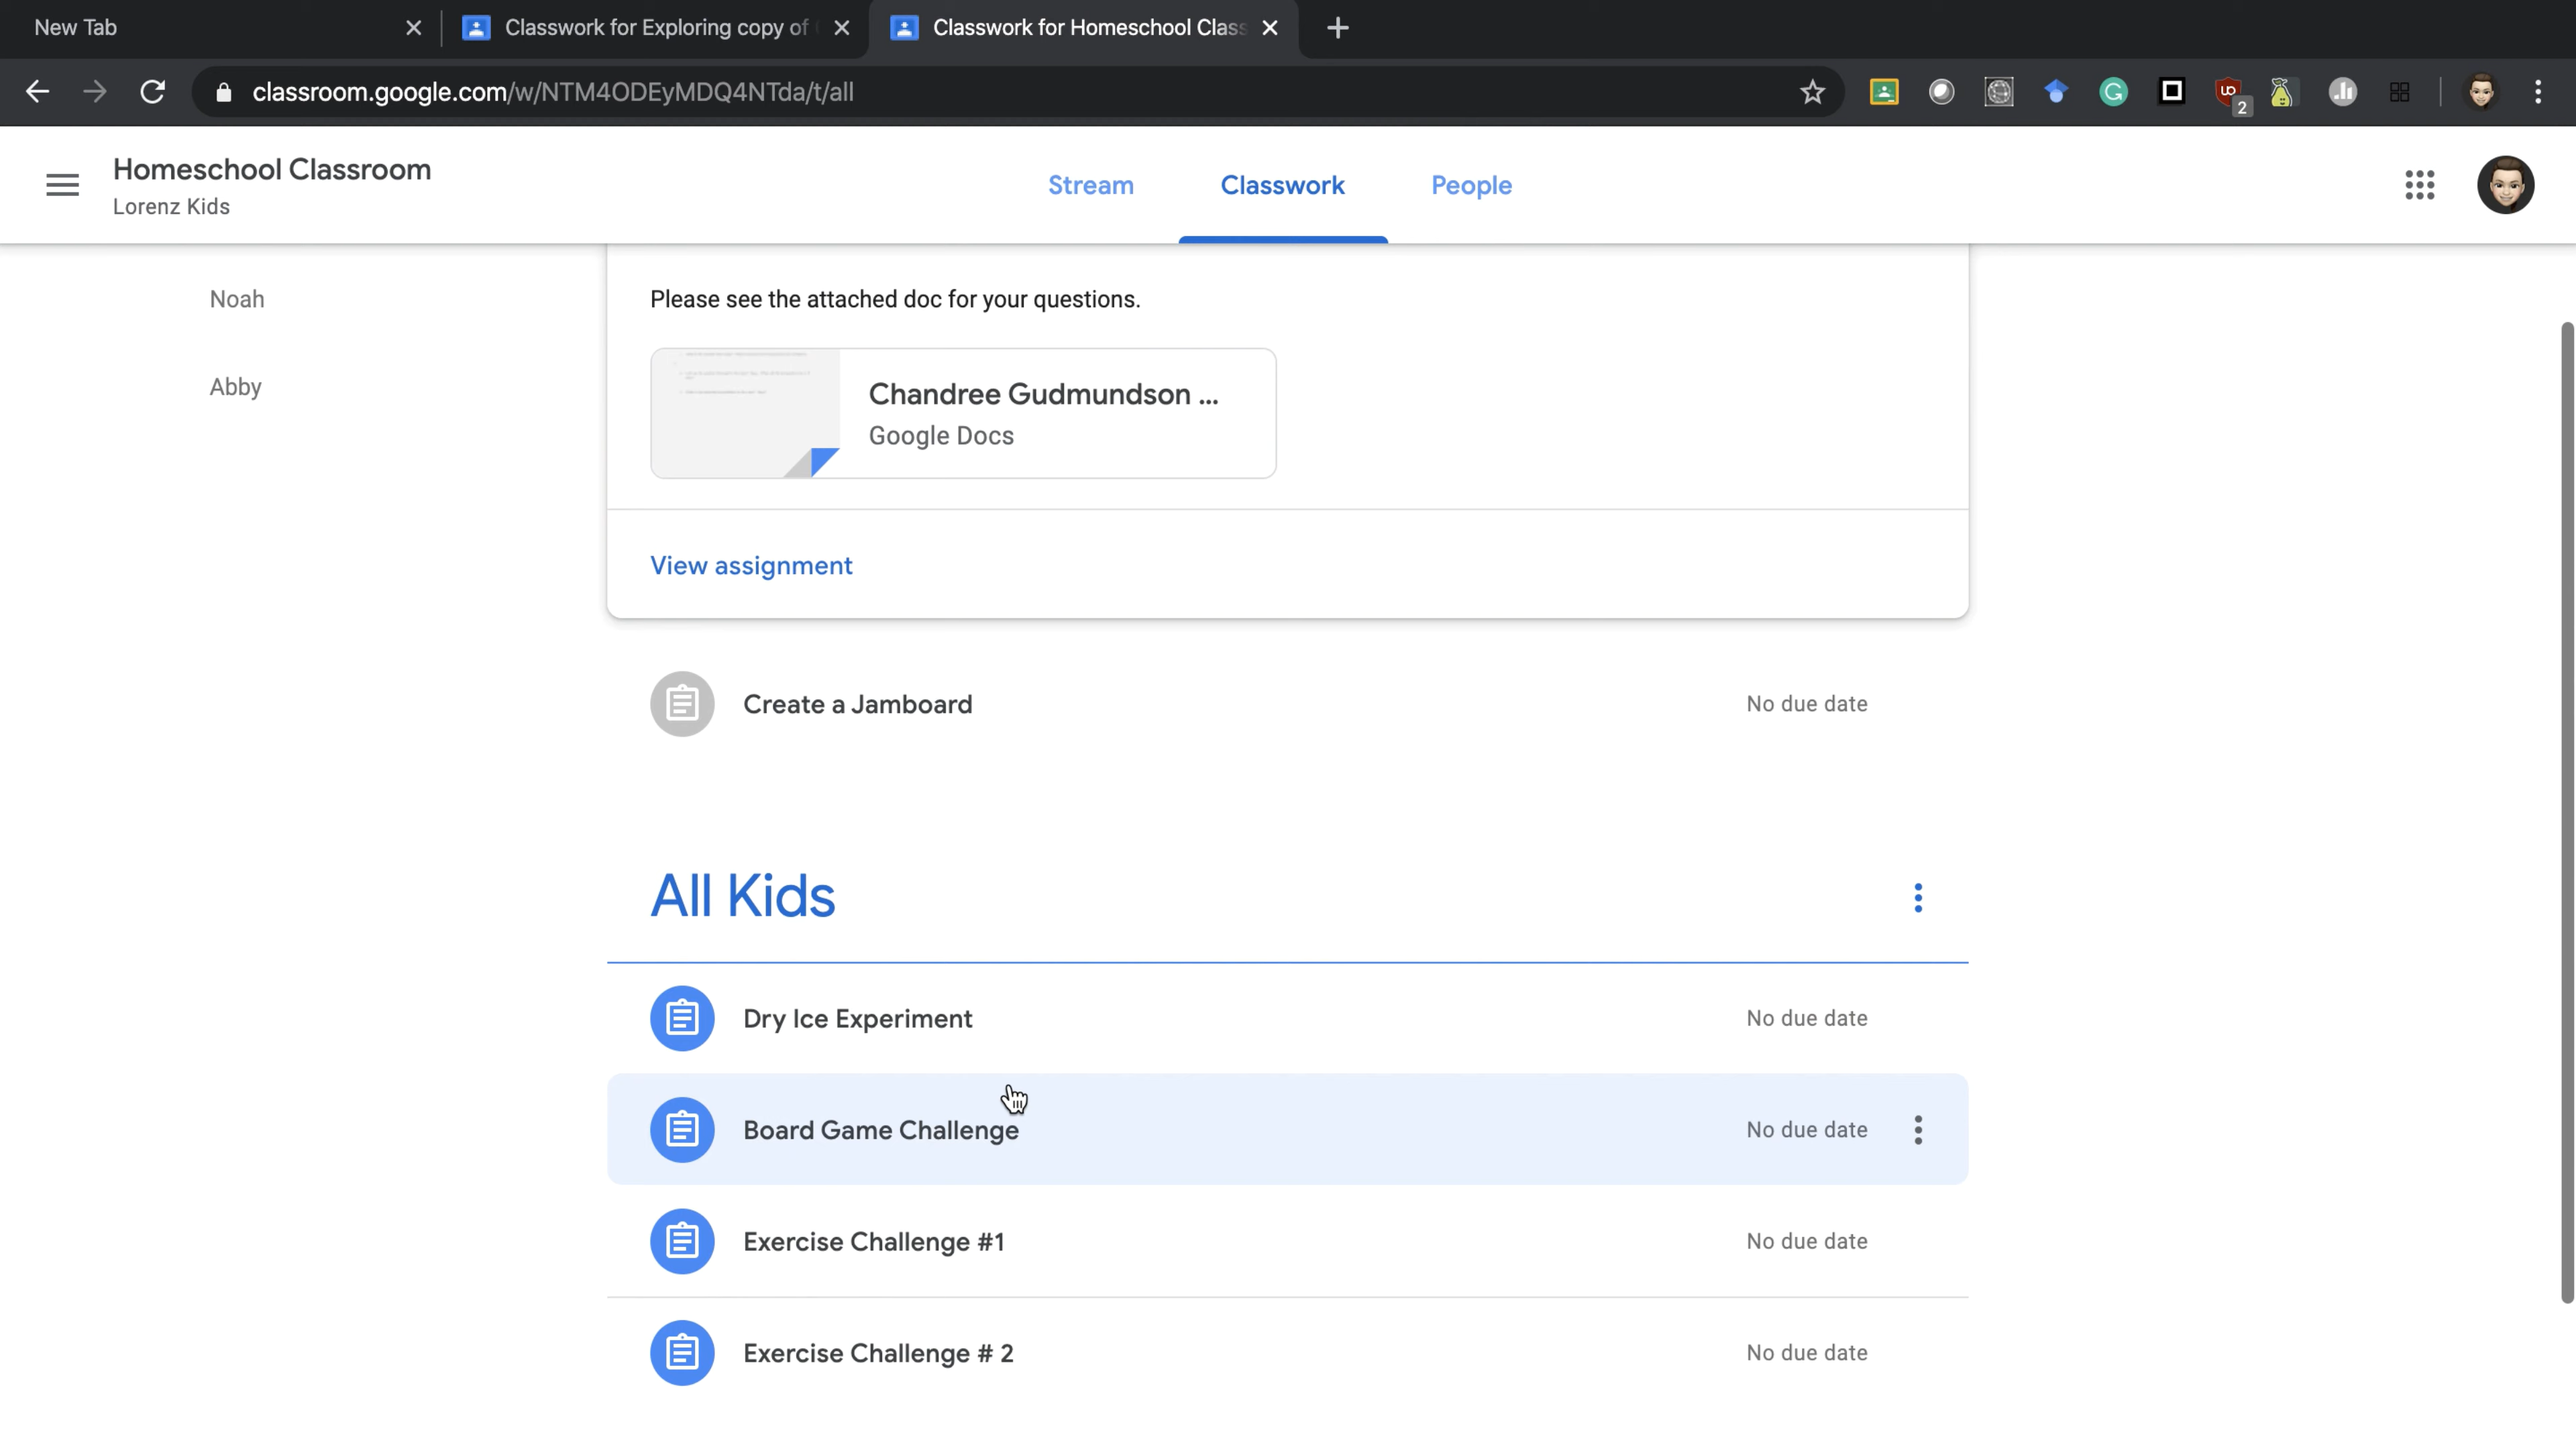 New Tab
Classwork for Exploring copy of
Classwork for Homeschool Class
classroom.google.com/w/NTM4ODEyMDQ4NTda/t/all
2
Homeschool Classroom
Lorenz Kids
Stream
Classwork
People
Noah
Abby
Please see the attached doc for your questions.
Chandree Gudmundson ...
Google Docs
View assignment
Create a Jamboard
No due date
All Kids
Dry Ice Experiment
No due date
Board Game Challenge
No due date
Exercise Challenge #1
No due date
Exercise Challenge # 2
No due date